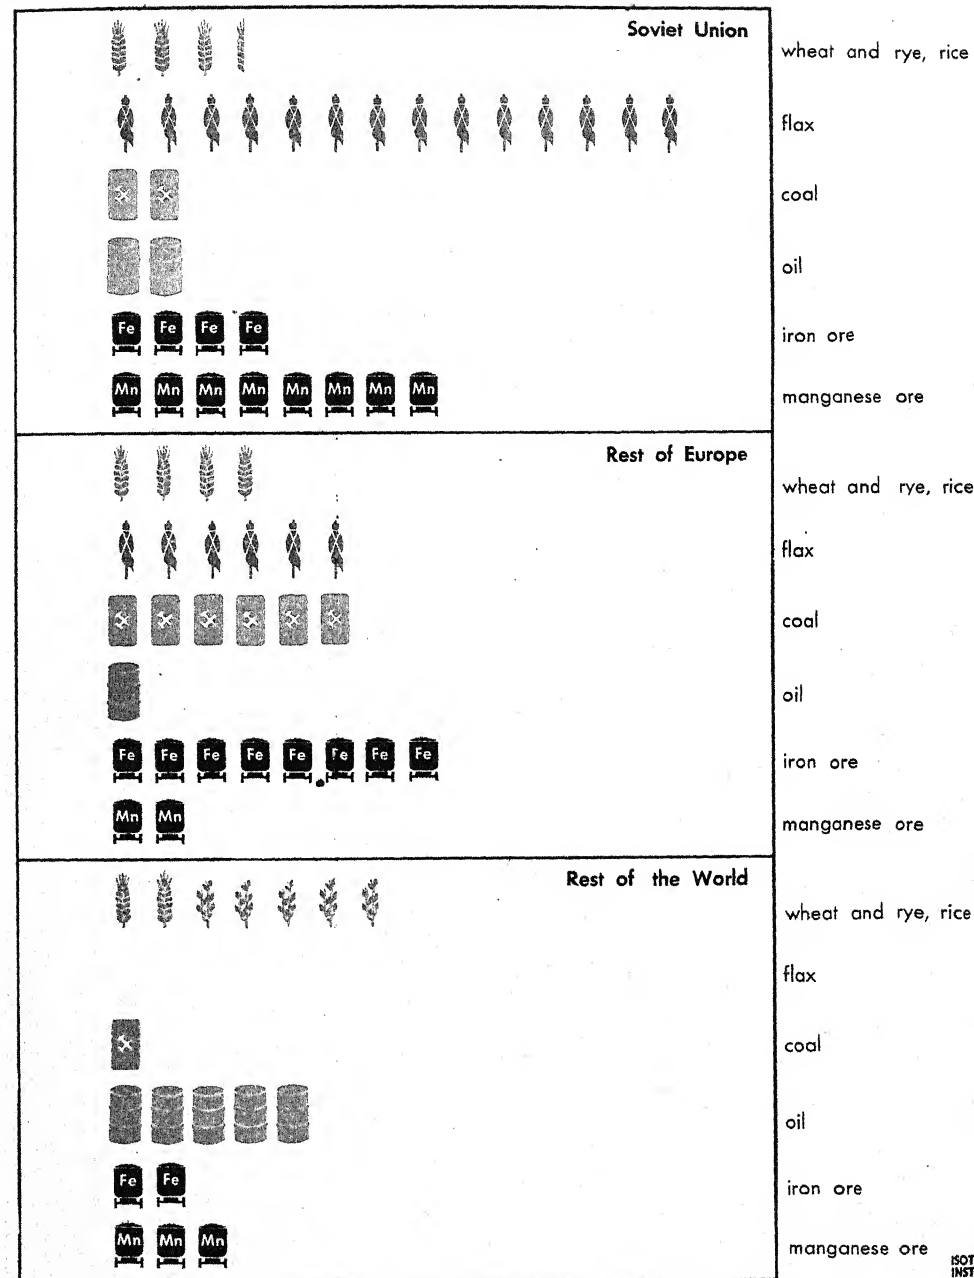 Soviet Union
wheat and rye, rice
flax
coal
oil
Fe Fe Fe Fe
iron ore
Mn Mn Mn Mn Mn Mn Mn Mn
manganese ore
Rest of Europe
wheat and rye, rice
flax
coal
oil
Fe Fe Fe Fe Fe Fe Fe Fe
iron ore
Mn Mn
manganese ore
Rest of the World
wheat and rye, rice
flax
coal
oil
Fe Fe
iron ore
Mn Mn Mn
manganese ore
ISOT
INST